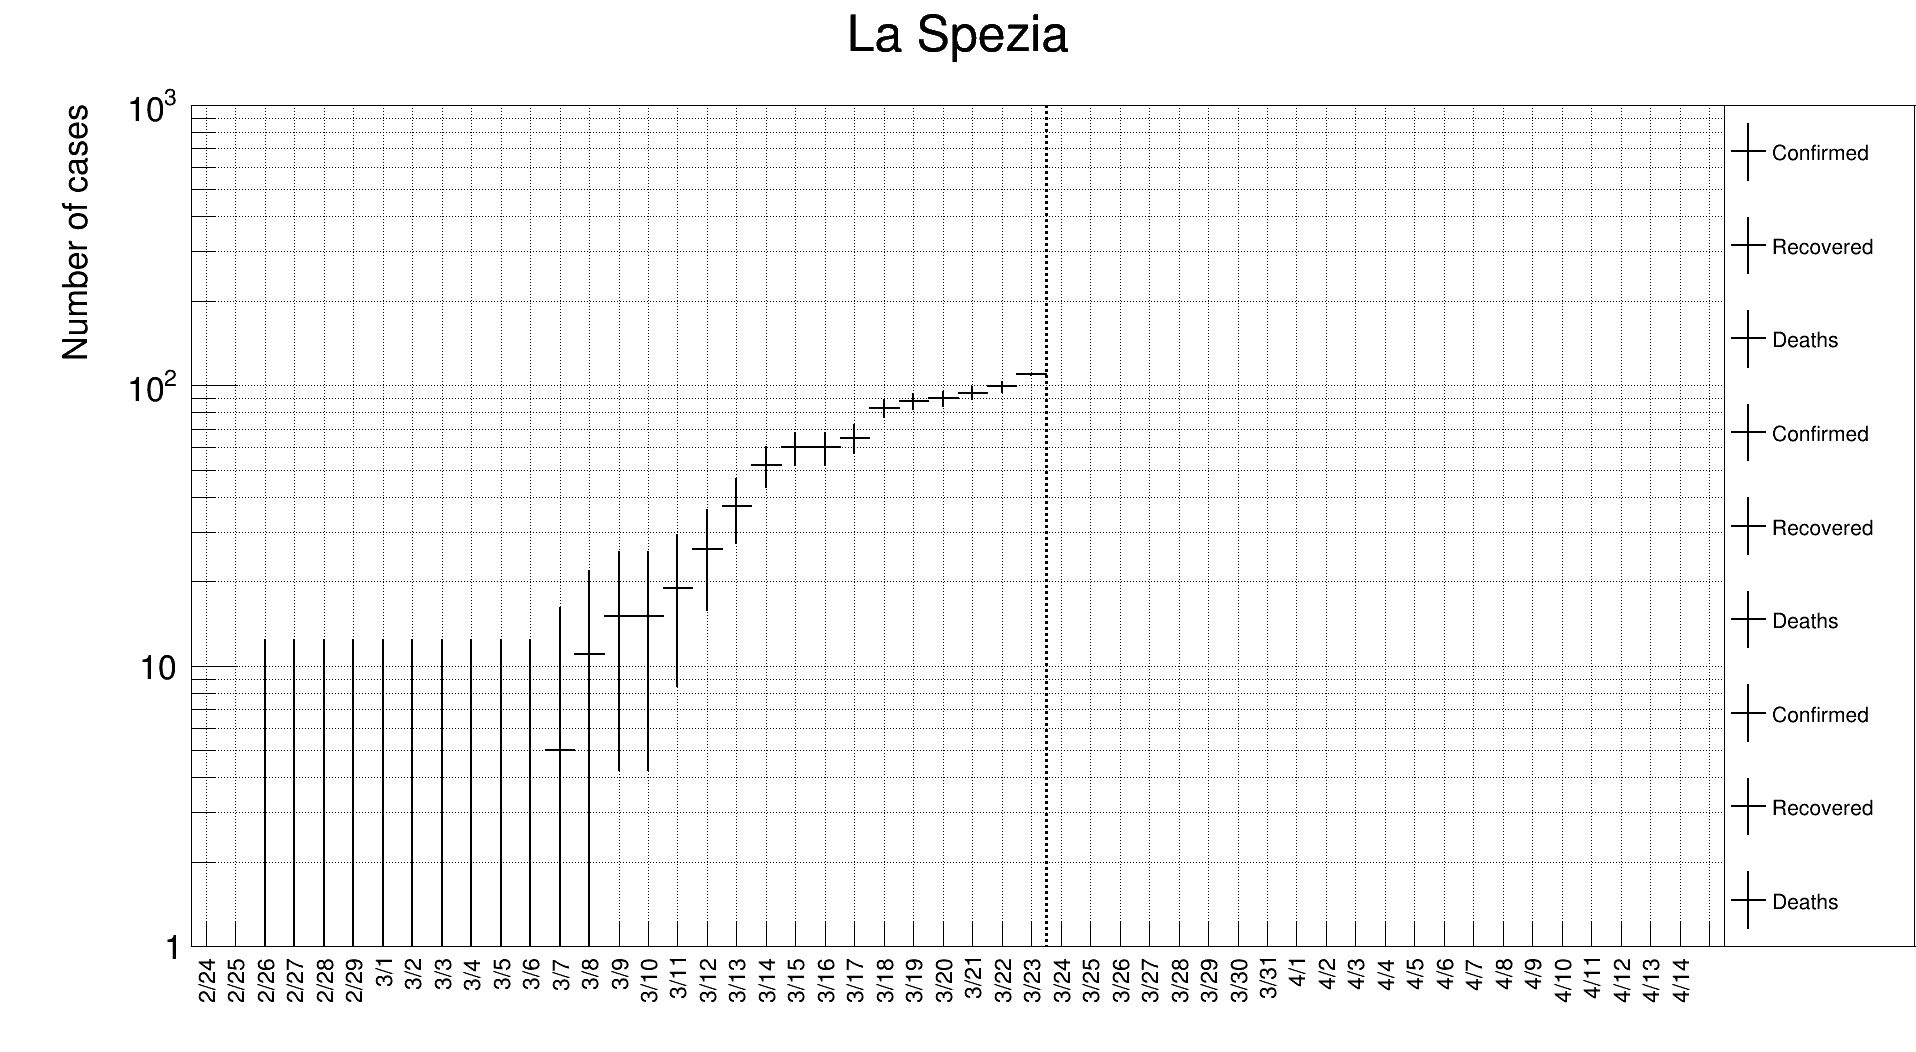 La Spezia
Number of cases
10³
10²
10
1
2/24 2/25 2/26 2/27 2/28 2/29 3/1 3/2 3/3 3/4 3/5 3/6 3/7 3/8 3/9 3/10 3/11 3/12 3/13 3/14 3/15 3/16 3/17 3/18 3/19 3/20 3/21 3/22 3/23 3/24 3/25 3/26 3/27 3/28 3/29 3/30 3/31 4/1 4/2 4/3 4/4 4/5 4/6 4/7 4/8 4/9 4/10 4/11 4/12 4/13 4/14
Confirmed
Recovered
Deaths
Confirmed
Recovered
Deaths
Confirmed
Recovered
Deaths